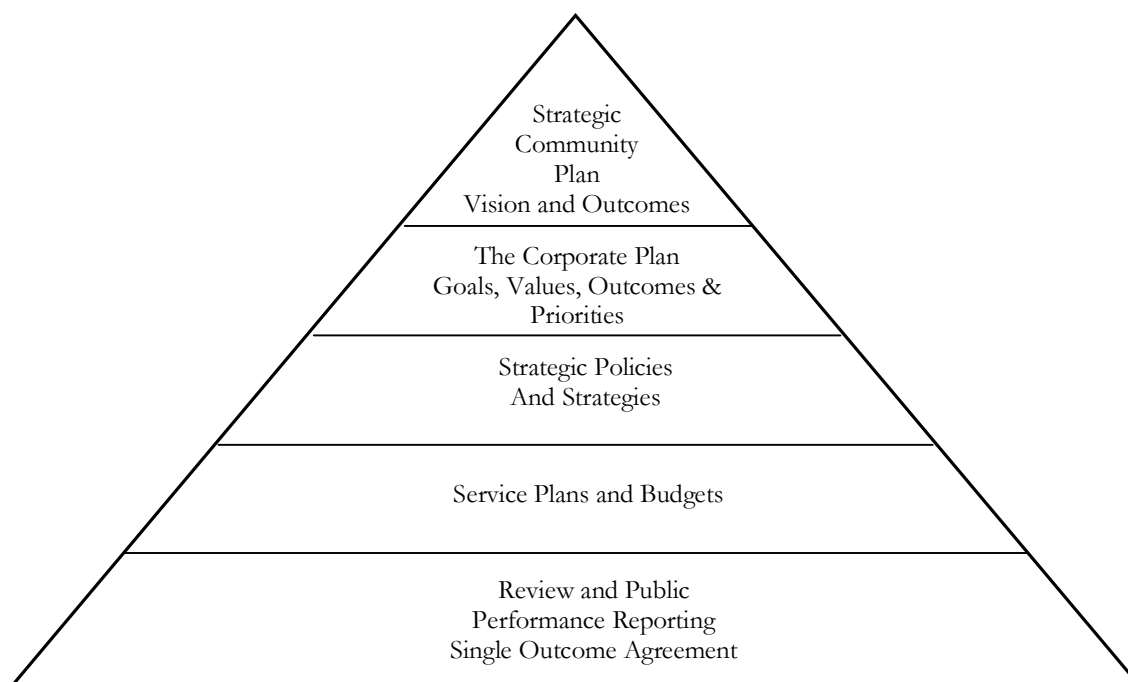 Strategic
Community
Plan
Vision and Outcomes
The Corporate Plan
Goals, Values, Outcomes &
Priorities
Strategic Policies
And Strategies
Service Plans and Budgets
Review and Public
Performance Reporting
Single Outcome Agreement